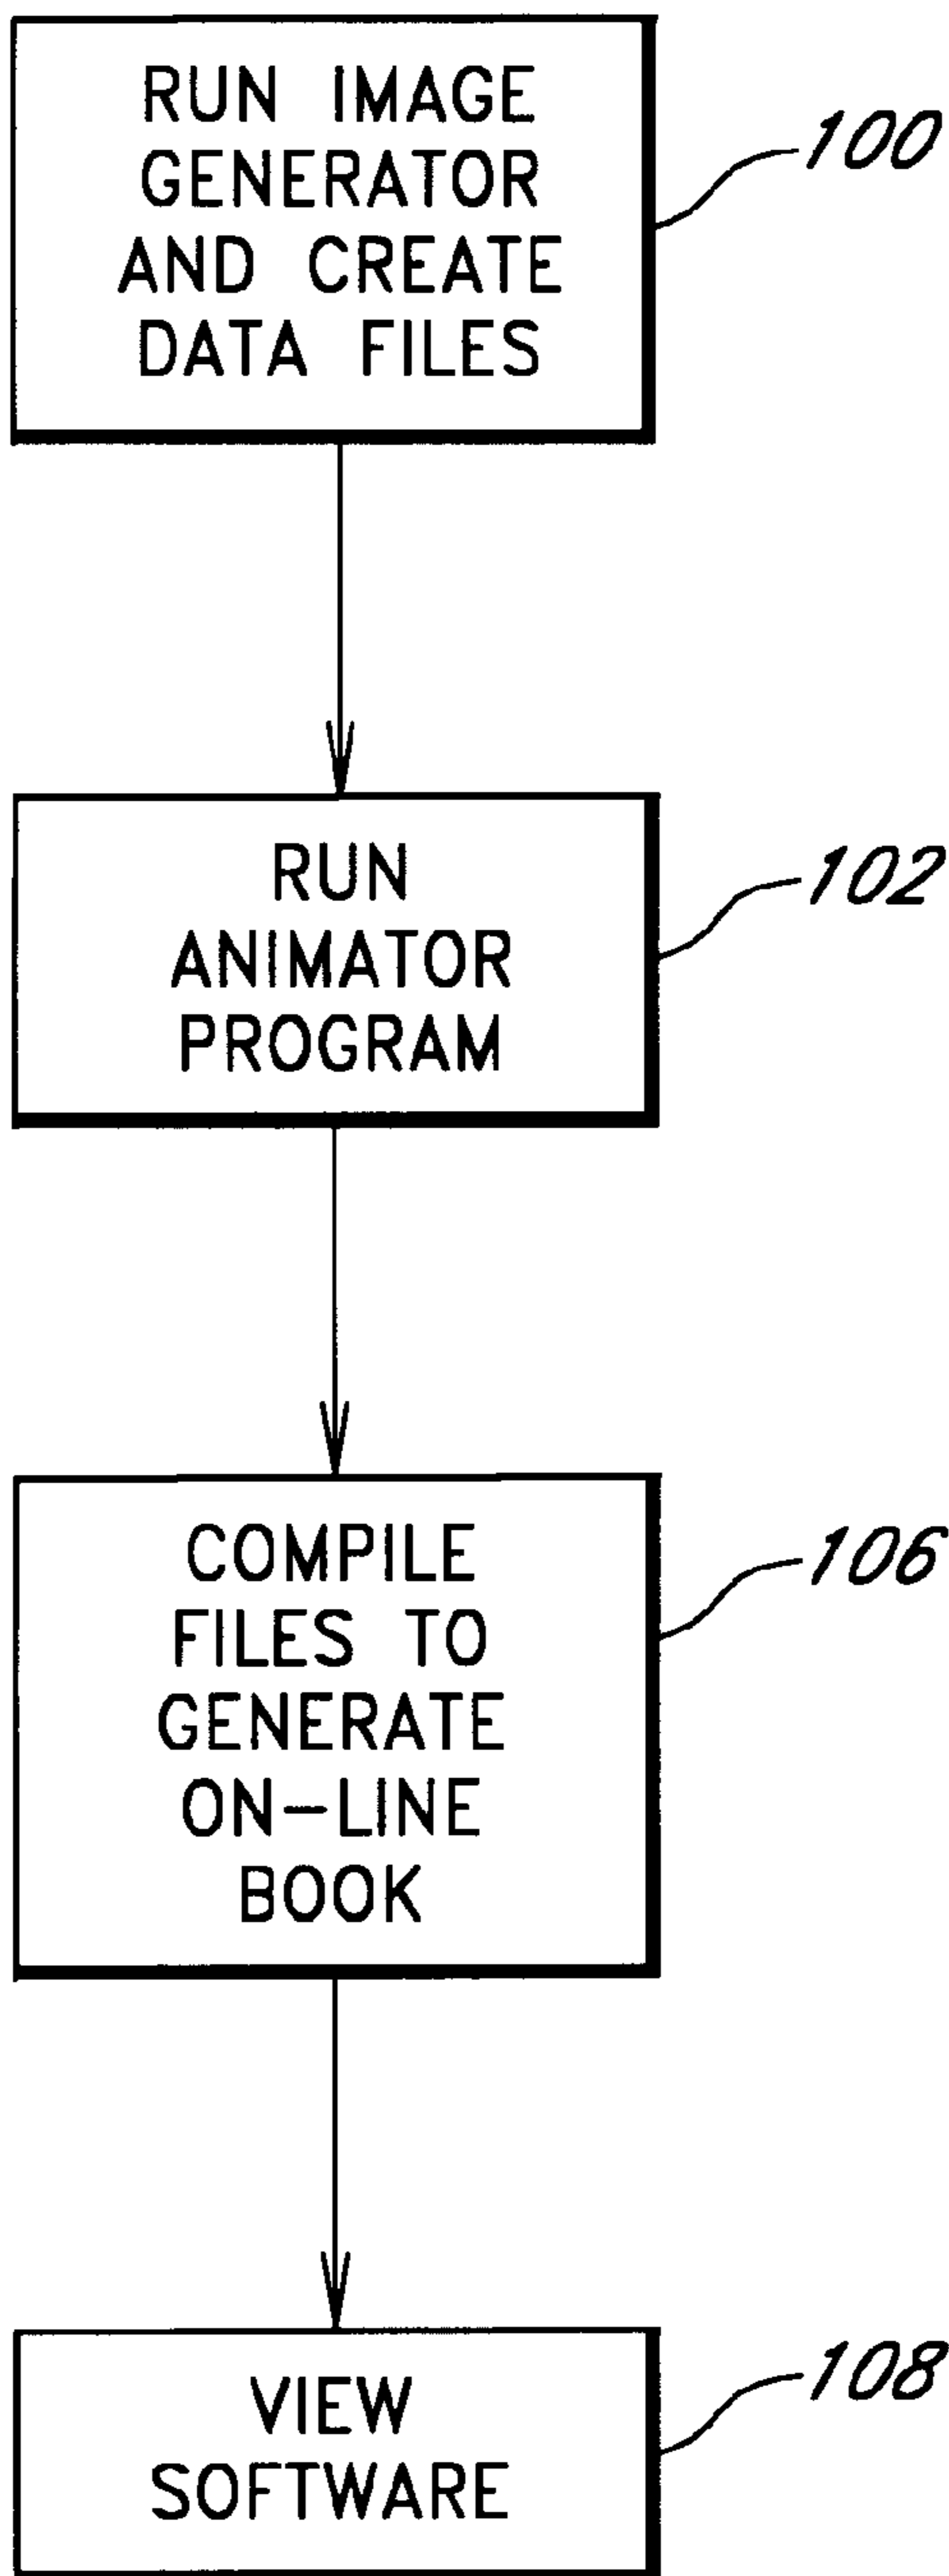 RUN IMAGE
GENERATOR
AND CREATE
DATA FILES
100
RUN
ANIMATOR
PROGRAM
102
COMPILE
FILES TO
GENERATE
ON-LINE
BOOK
106
VIEW
SOFTWARE
108